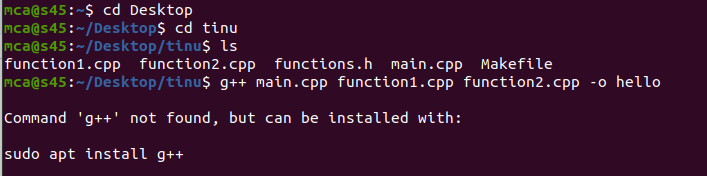 mca@s45:~$ cd Desktop
mca@s45:~/Desktop$ cd tinu
mca@s45:~/Desktop/tinu$ ls
function1.cpp  function2.cpp  functions.h  main.cpp  Makefile
mca@s45:~/Desktop/tinu$ g++ main.cpp function1.cpp function2.cpp -o hello
Command 'g++' not found, but can be installed with:
sudo apt install g++